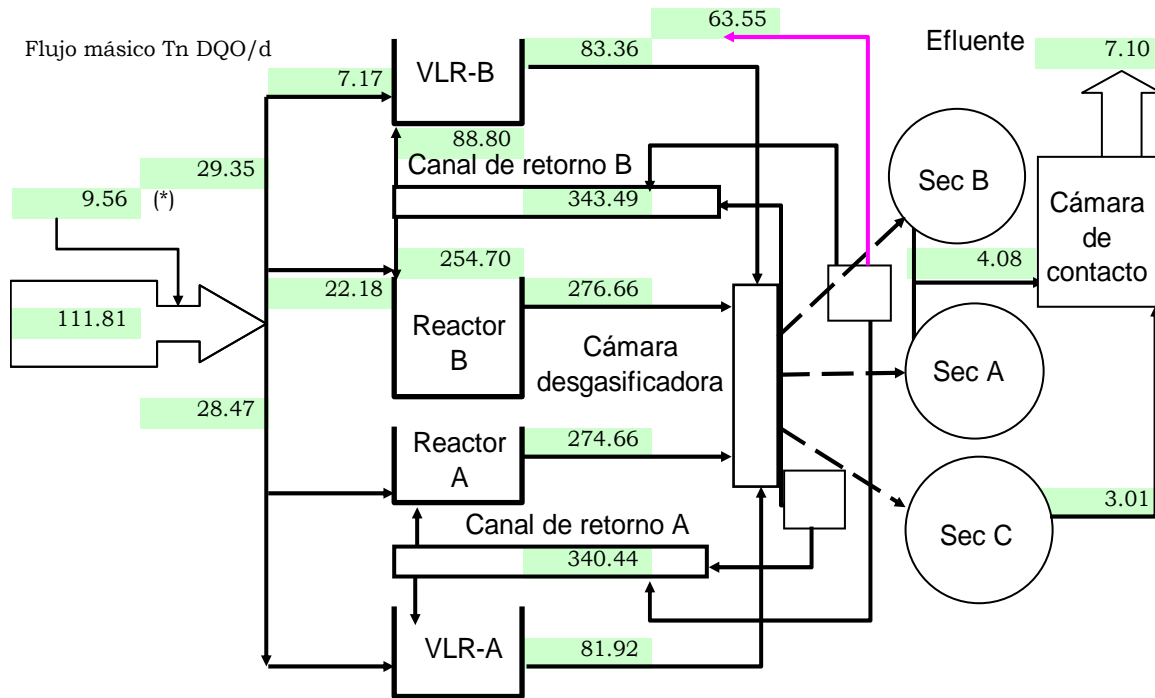 63.55
Flujo másico Tn DQO/d
83.36
Efluente
7.10
7.17
VLR-B
88.80
Canal de retorno B
29.35
9.56
(*)
343.49
Sec B
Cámara
de
contacto
254.70
4.08
22.18
276.66
111.81
Reactor
B
Cámara
desgasificadora
Sec A
28.47
Reactor
A
274.66
Canal de retorno A
3.01
Sec C
340.44
VLR-A
81.92